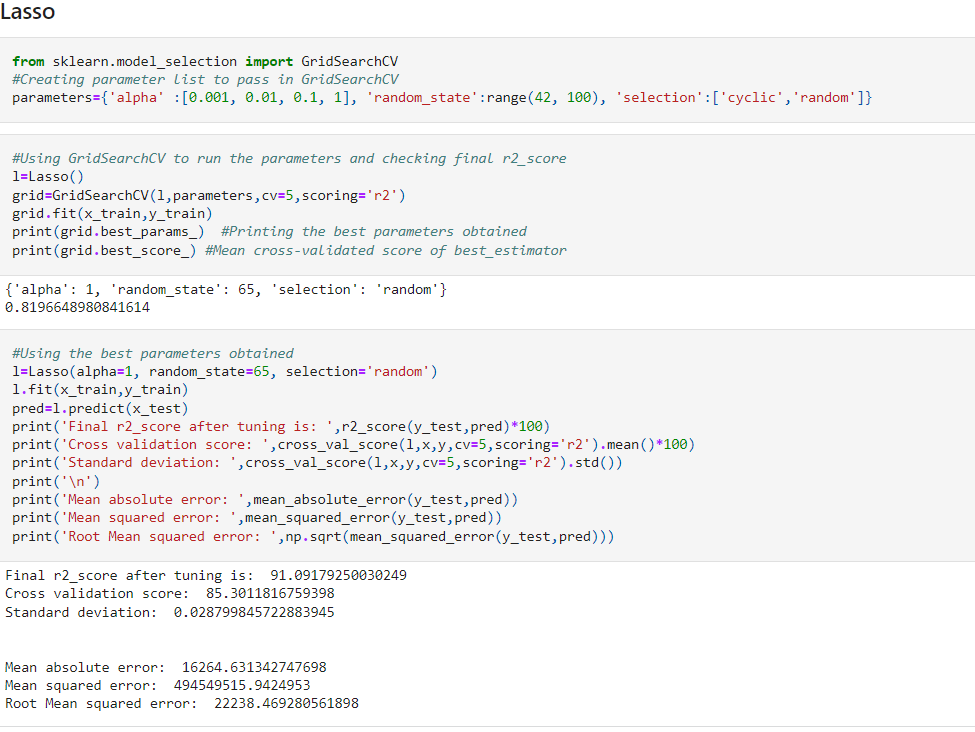 Lasso
from sklearn.model_selection import GridSearchCV
#Creating parameter list to pass in GridSearchCV
parameters={'alpha' :[0.001, 0.01, 0.1, 1], 'random_state':range(42, 100), 'selection':['cyclic','random']}
#Using GridSearchCV to run the parameters and checking final r2_score
l=Lasso()
grid=GridSearchCV(l,parameters,cv=5,scoring='r2')
grid.fit(x_train,y_train)
print(grid.best_params_)  #Printing the best parameters obtained
print(grid.best_score_) #Mean cross-validated score of best_estimator
{'alpha': 1, 'random_state': 65, 'selection': 'random'}
0.8196648980841614
#Using the best parameters obtained
l=Lasso(alpha=1, random_state=65, selection='random')
l.fit(x_train,y_train)
pred=l.predict(x_test)
print('Final r2_score after tuning is: ',r2_score(y_test,pred)*100)
print('Cross validation score: ',cross_val_score(l,x,y,cv=5,scoring='r2').mean()*100)
print('Standard deviation: ',cross_val_score(l,x,y,cv=5,scoring='r2').std())
print('\n')
print('Mean absolute error: ',mean_absolute_error(y_test,pred))
print('Mean squared error: ',mean_squared_error(y_test,pred))
print('Root Mean squared error: ',np.sqrt(mean_squared_error(y_test,pred)))
Final r2_score after tuning is:  91.09179250030249
Cross validation score:  85.3011816759398
Standard deviation:  0.028799845722883945
Mean absolute error:  16264.631342747698
Mean squared error:  494549515.9424953
Root Mean squared error:  22238.469280561898